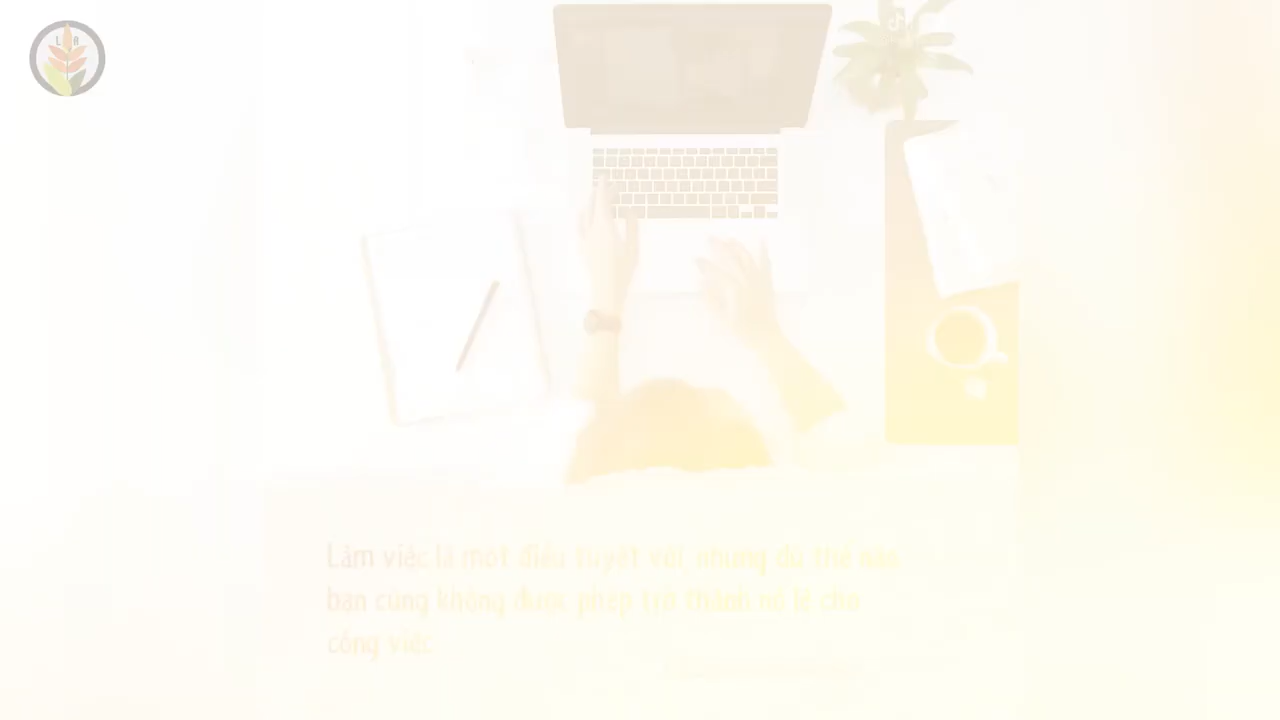 L 0
Làm việc là một điều tuyệt vời, nhưng dù thế nào
bạn cũng không được phép trở thành nô lệ cho
công việc